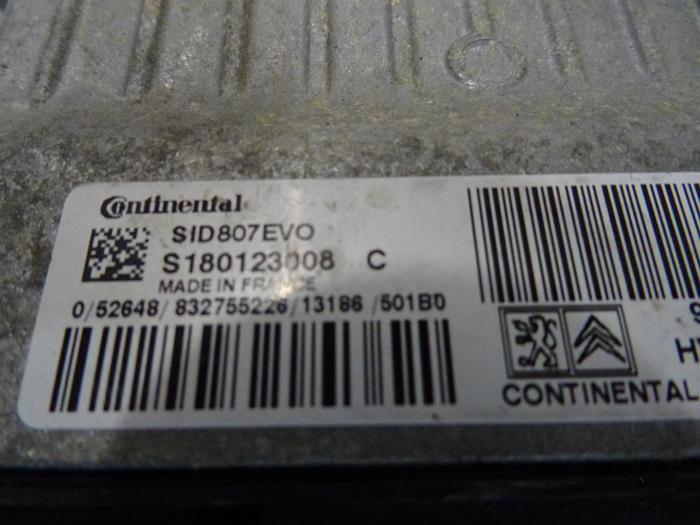 Continental
SID807EVO
S180123008 C
MADE IN FRANCE
0/52648/832755226/13186/501B0
CONTINENTAL